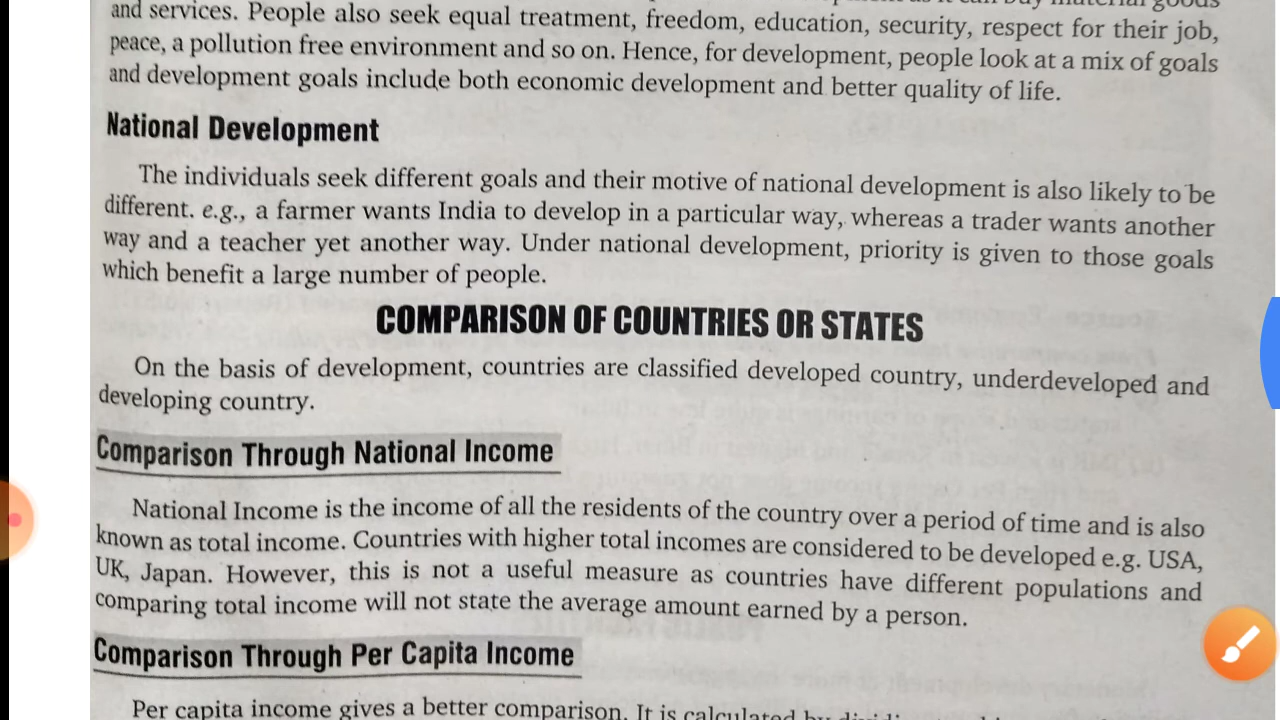 and services. People also seek equal treatment, freedom, education, security, respect for their job,
peace, a pollution free environment and so on. Hence, for development, people look at a mix of goals
and development goals include both economic development and better quality of life.
National Development
The individuals seek different goals and their motive of national development is also likely to be
different. e.g., a farmer wants India to develop in a particular way, whereas a trader wants another
way and a teacher yet another way. Under national development, priority is given to those goals
which benefit a large number of people.
COMPARISON OF COUNTRIES OR STATES
On the basis of development, countries are classified developed country, underdeveloped and
developing country.
Comparison Through National Income
National Income is the income of all the residents of the country over a period of time and is also
known as total income. Countries with higher total incomes are considered to be developed e.g. USA,
UK, Japan. However, this is not a useful measure as countries have different populations and
comparing total income will not state the average amount earned by a person.
Comparison Through Per Capita Income
Per capita income gives a better comparison. It is calculated by